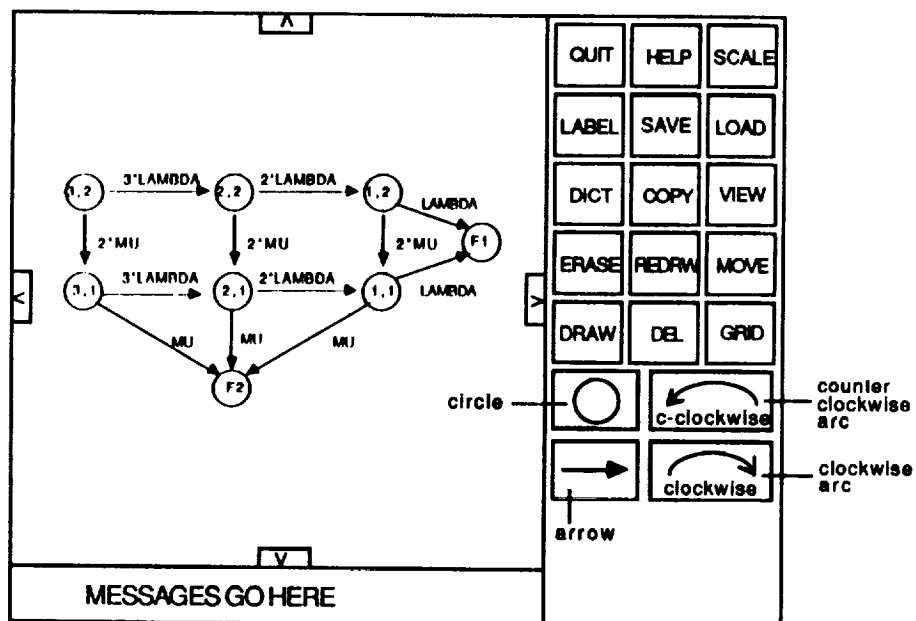 ^
QUIT HELP SCALE
LABEL SAVE LOAD
DICT COPY VIEW
ERASE REDRW MOVE
DRAW DEL GRID
3,2 3*LAMBDA 2,2 2*LAMBDA 1,2 LAMBDA
2*MU 2*MU 2*MU F1
< 3,1 3*LAMBDA 2,1 2*LAMBDA 1,1 LAMBDA >
MU MU MU
F2
circle
c-clockwise
counter
clockwise
arc
clockwise
clockwise
arc
arrow
V
MESSAGES GO HERE